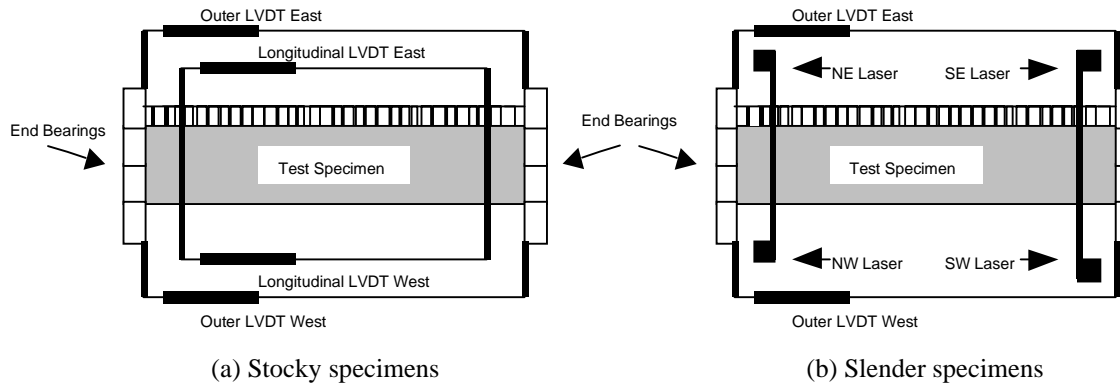 Outer LVDT East
Longitudinal LVDT East
End Bearings
Test Specimen
Longitudinal LVDT West
Outer LVDT West
(a) Stocky specimens
Outer LVDT East
NE Laser
SE Laser
End Bearings
Test Specimen
NW Laser
SW Laser
Outer LVDT West
(b) Slender specimens